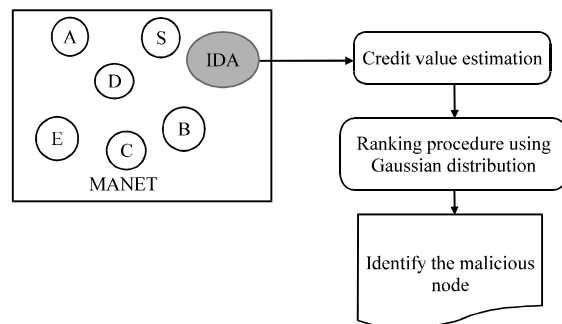 A
S
IDA
D
E
C
B
MANET
Credit value estimation
Ranking procedure using
Gaussian distribution
Identify the malicious
node